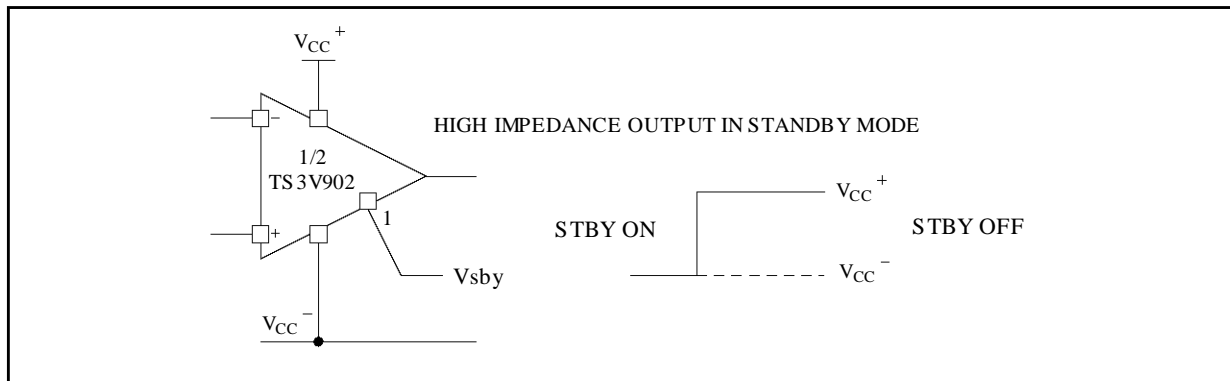 VCC +
−
HIGH IMPEDANCE OUTPUT IN STANDBY MODE
1/2
TS3V902
1
+
Vsby
VCC −
STBY ON
VCC +
STBY OFF
VCC −